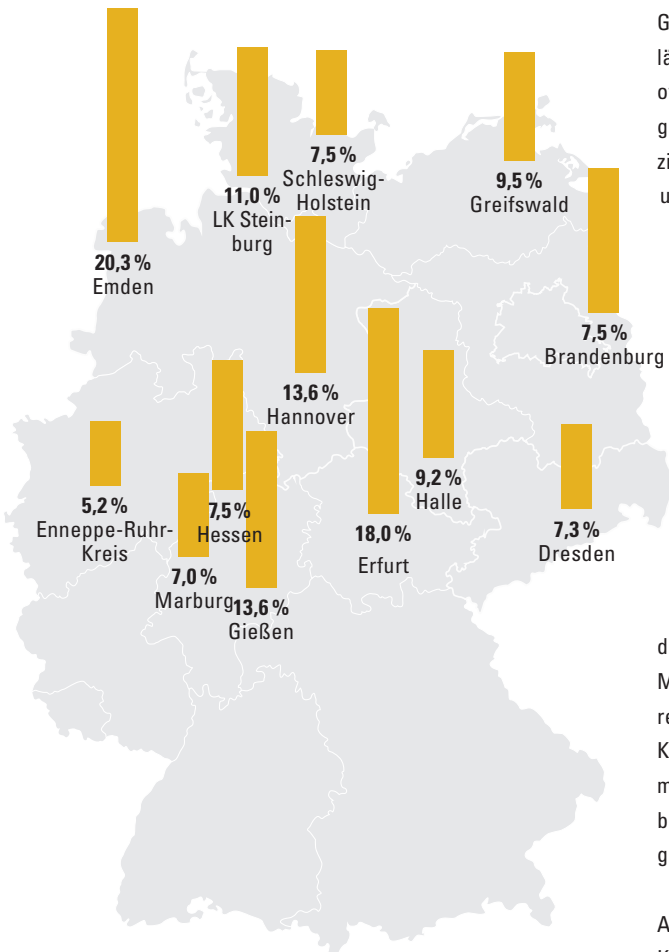 7,5 %
Schleswig-
Holstein
11,0 %
LK Stein-
burg
9,5 %
Greifswald
20,3 %
Emden
7,5 %
Brandenburg
13,6 %
Hannover
9,2 %
Halle
5,2 %
Enneppe-Ruhr-
Kreis
7,5 %
Hessen
18,0 %
Erfurt
7,3 %
Dresden
7,0 %
Marburg
13,6 %
Gießen